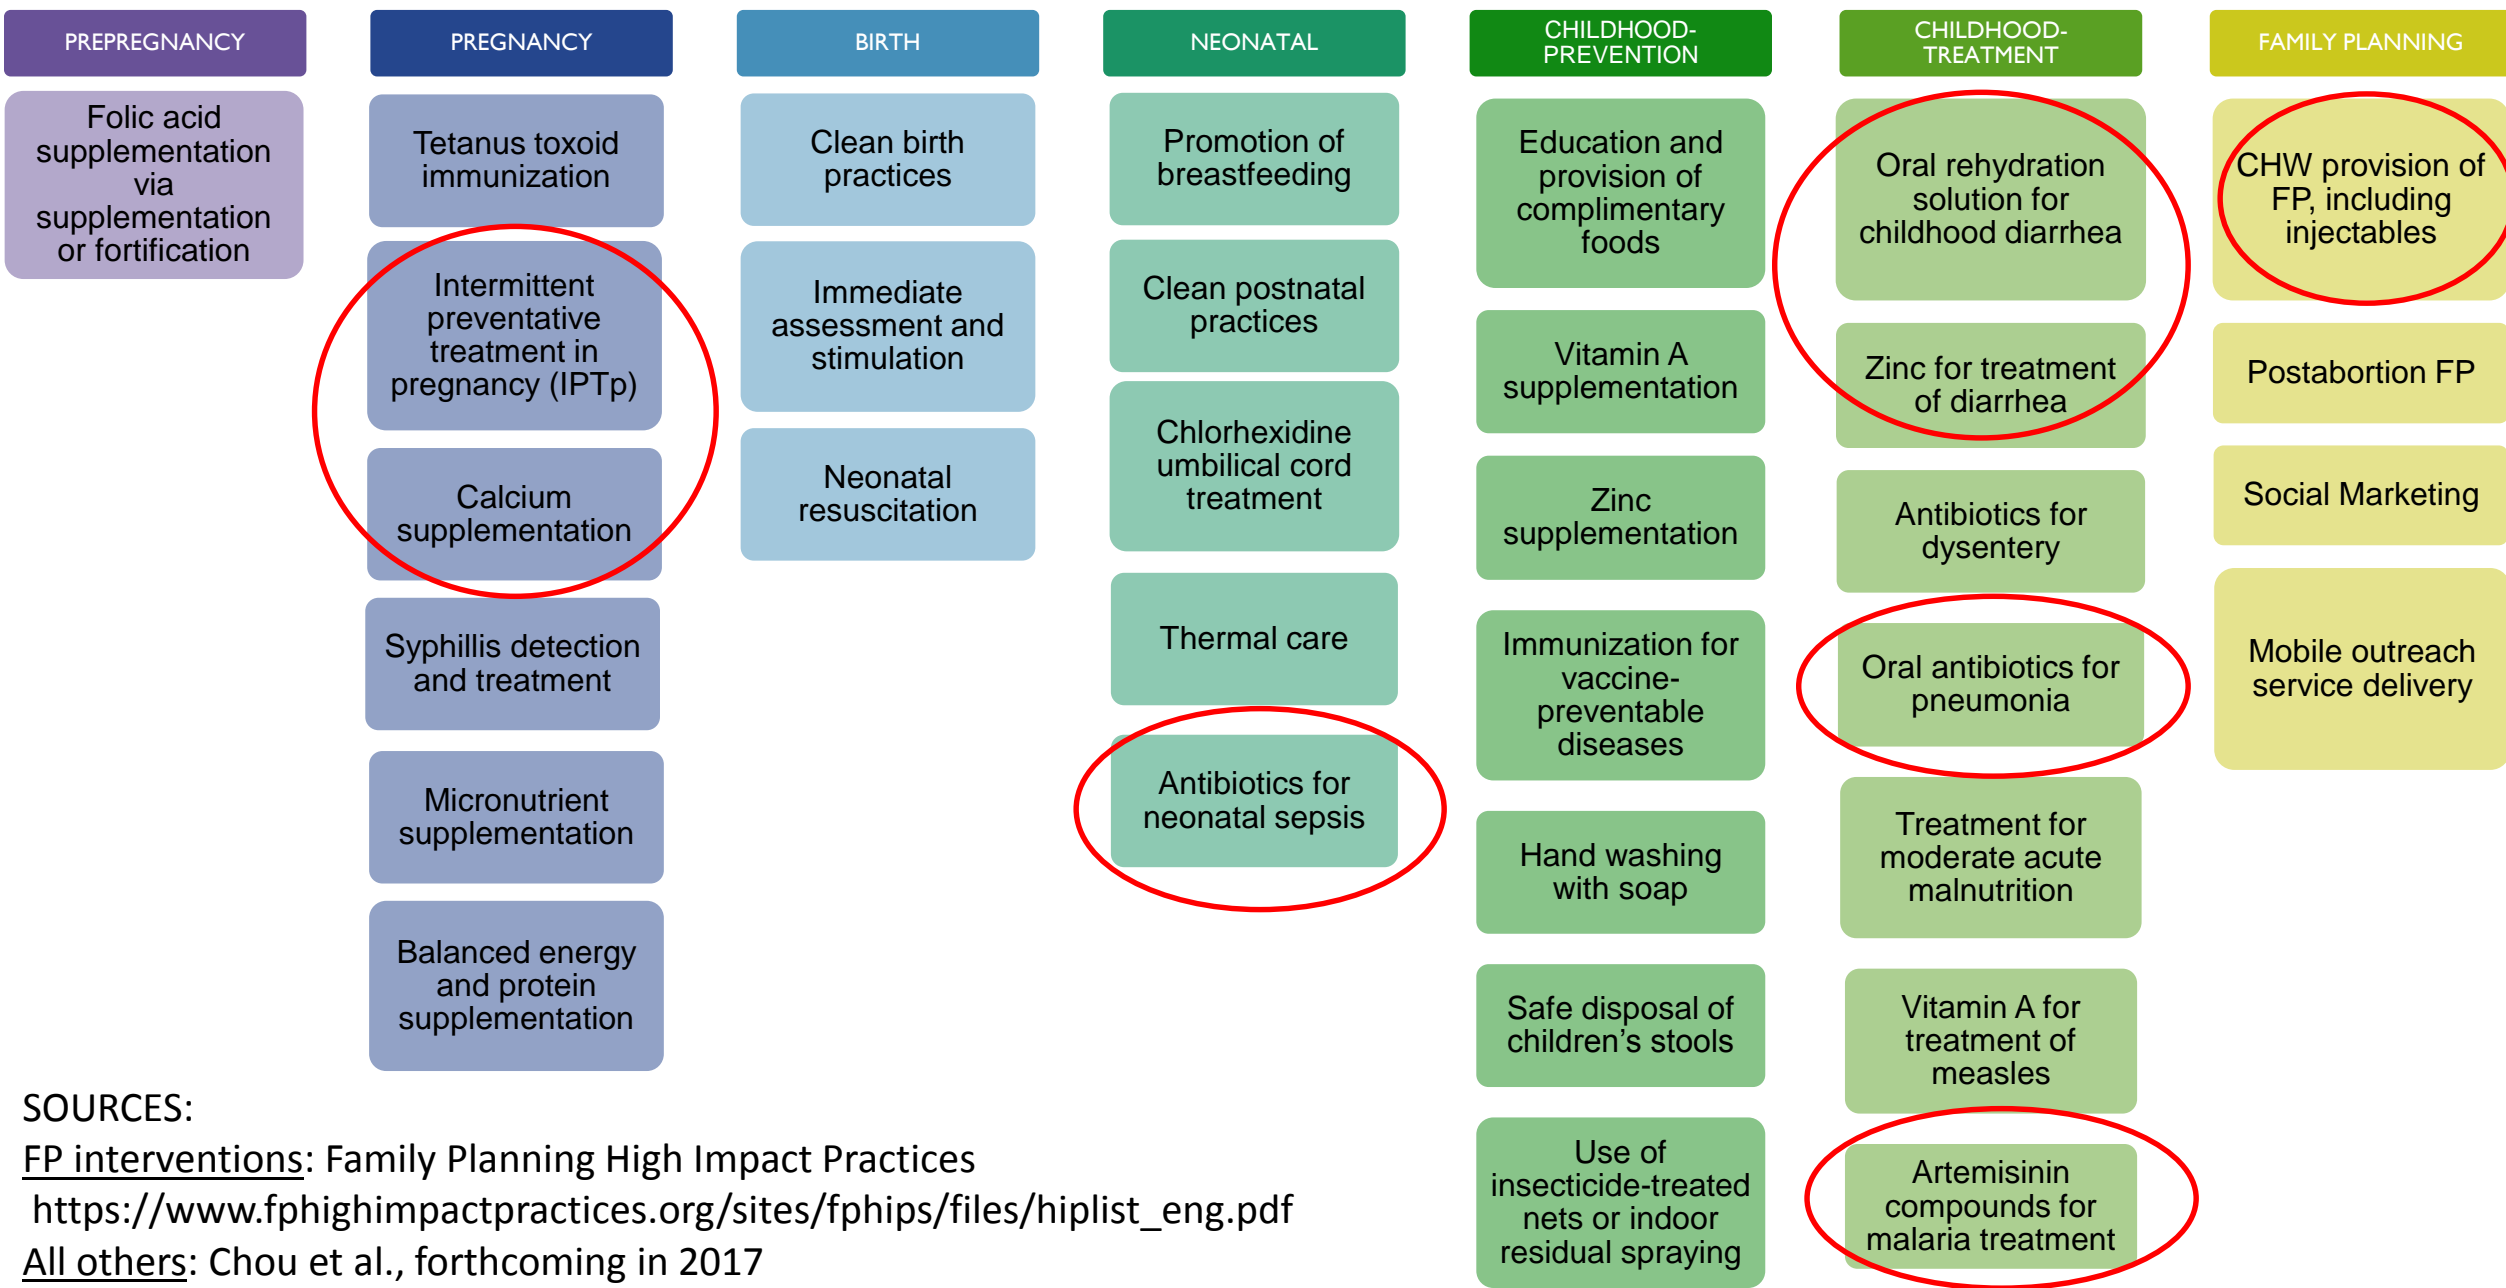 PREPREGNANCY
Folic acid
supplementation
via
supplementation
or fortification
PREGNANCY
Tetanus toxoid
immunization
Intermittent
preventative
treatment in
pregnancy (IPTp)
Calcium
supplementation
Syphillis detection
and treatment
Micronutrient
supplementation
Balanced energy
and protein
supplementation
BIRTH
Clean birth
practices
Immediate
assessment and
stimulation
Neonatal
resuscitation
NEONATAL
Promotion of
breastfeeding
Clean postnatal
practices
Chlorhexidine
umbilical cord
treatment
Thermal care
Antibiotics for
neonatal sepsis
CHILDHOOD-
PREVENTION
Education and
provision of
complimentary
foods
Vitamin A
supplementation
Zinc
supplementation
Immunization for
vaccine-
preventable
diseases
Hand washing
with soap
Safe disposal of
children’s stools
Use of
insecticide-treated
nets or indoor
residual spraying
CHILDHOOD-
TREATMENT
Oral rehydration
solution for
childhood diarrhea
Zinc for treatment
of diarrhea
Antibiotics for
dysentery
Oral antibiotics for
pneumonia
Treatment for
moderate acute
malnutrition
Vitamin A for
treatment of
measles
Artemisinin
compounds for
malaria treatment
FAMILY PLANNING
CHW provision of
FP, including
injectables
Postabortion FP
Social Marketing
Mobile outreach
service delivery
SOURCES:
FP interventions: Family Planning High Impact Practices
https://www.fphighimpactpractices.org/sites/fphips/files/hiplist_eng.pdf
All others: Chou et al., forthcoming in 2017